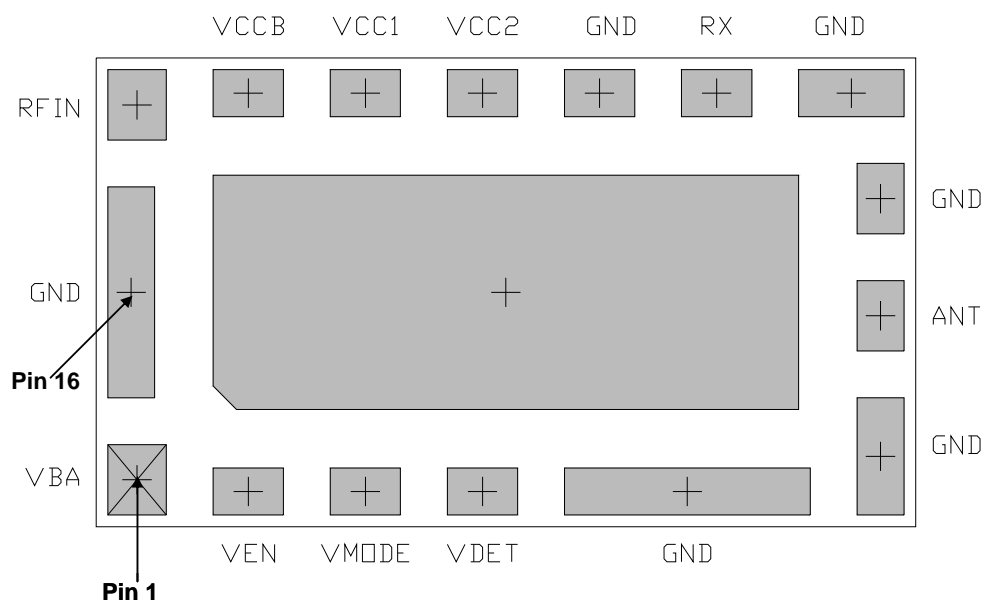 VCCB VCC1 VCC2 GND RX GND
RFIN
GND
GND
ANT
Pin 16
GND
VBA
VEN VMODE VDET GND
Pin 1